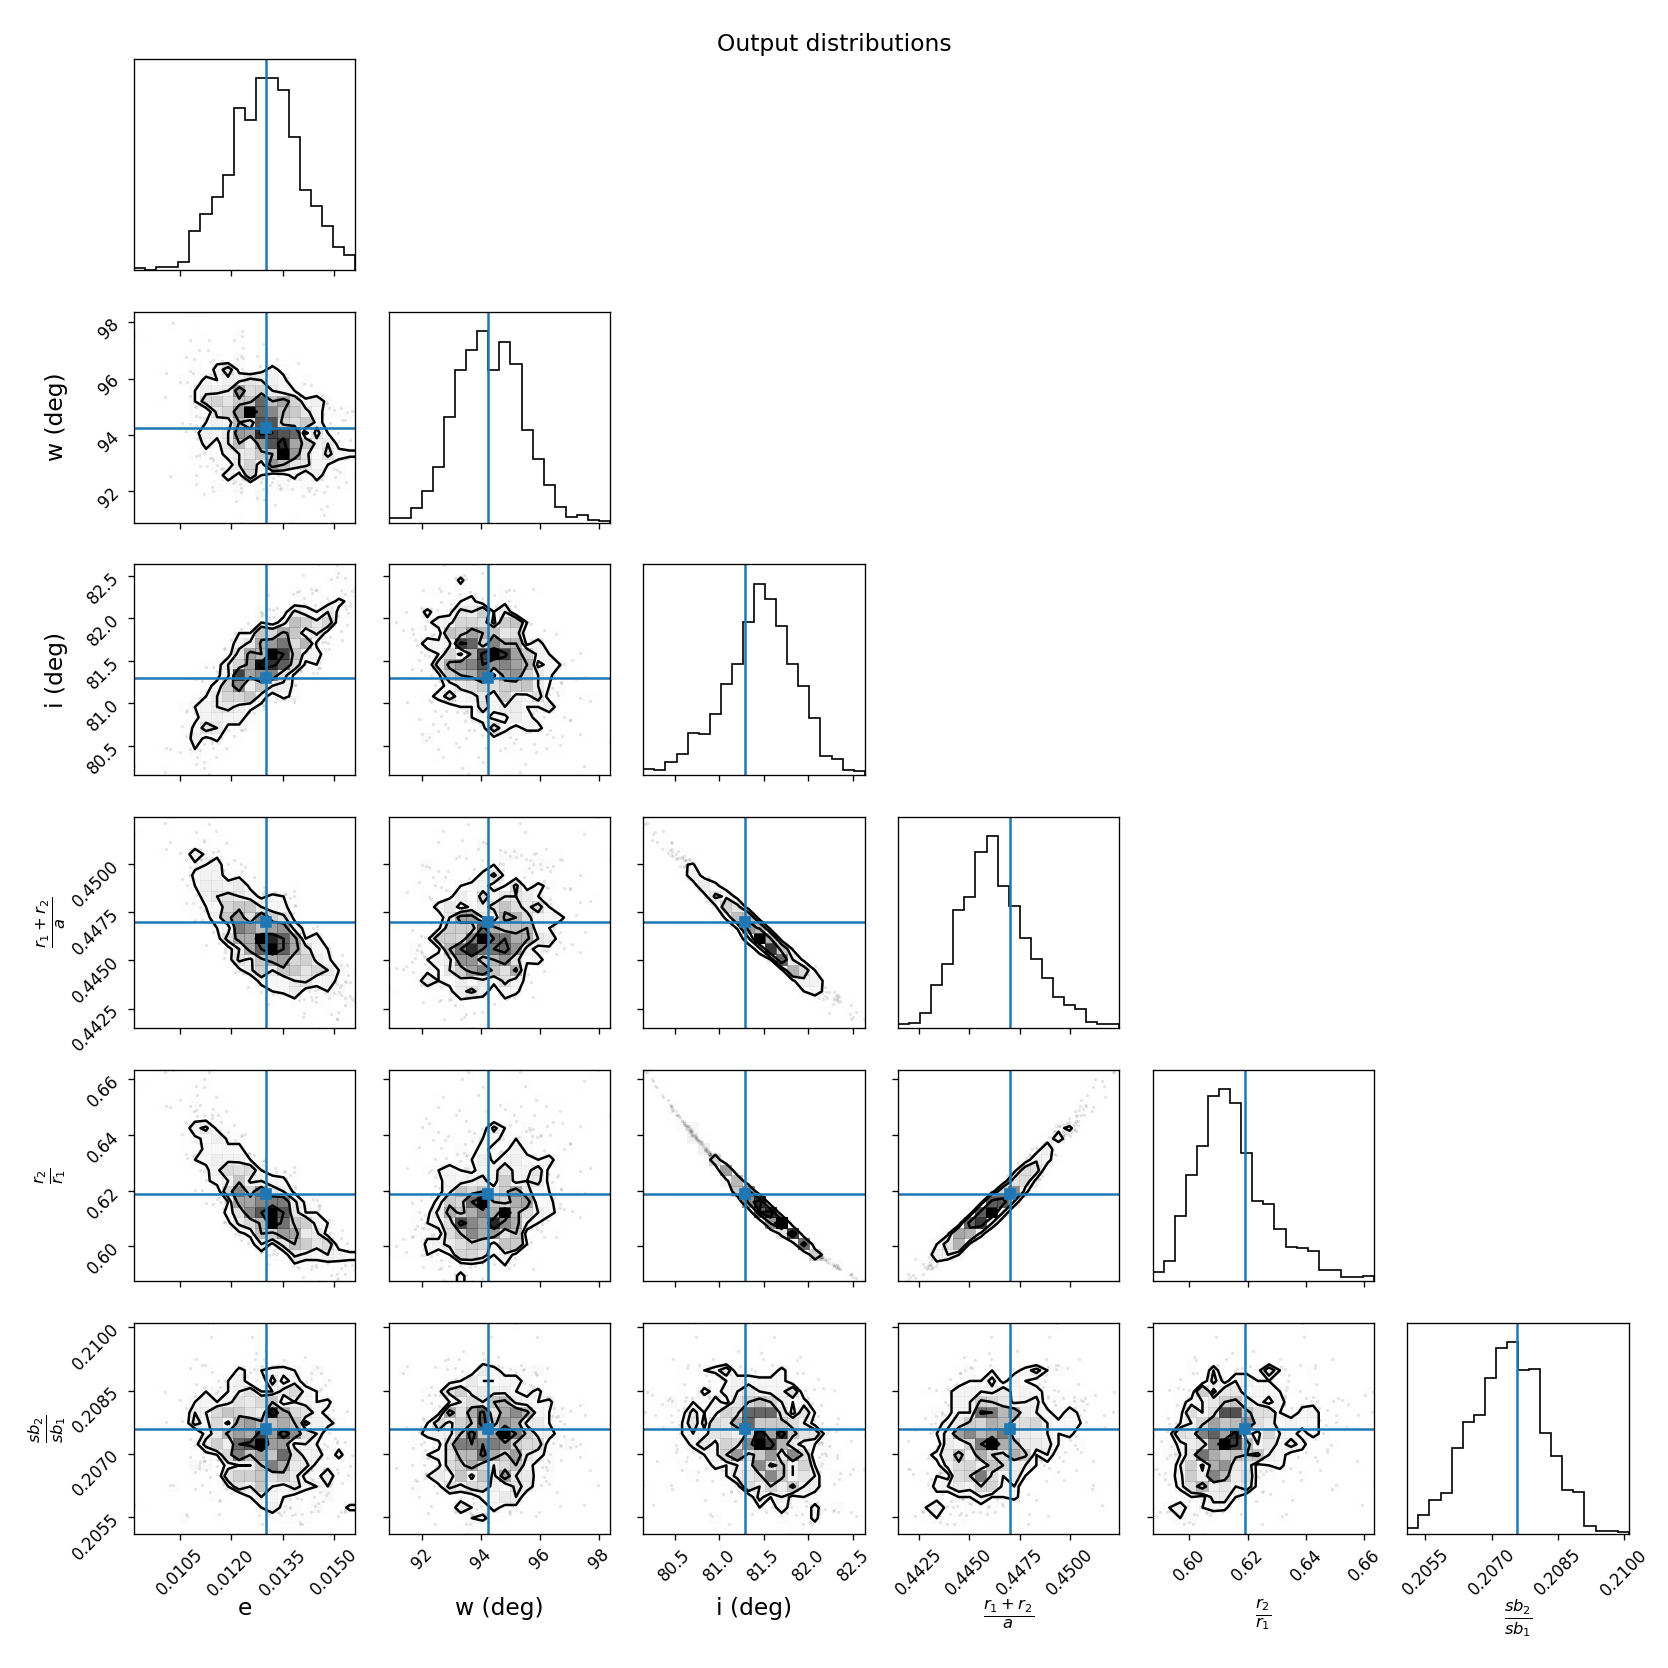 Output distributions
w (deg)
98
96
94
92
i (deg)
82.5
82.0
81.5
81.0
80.5
r₁ + r₂
a
0.4500
0.4475
0.4450
0.4425
r₂
r₁
0.66
0.64
0.62
0.60
sb₂
sb₁
0.2100
0.2085
0.2070
0.2055
0.0105 0.0120 0.0135 0.0150
92 94 96 98
80.5 81.0 81.5 82.0 82.5
0.4425 0.4450 0.4475 0.4500
0.60 0.62 0.64 0.66
0.2055 0.2070 0.2085 0.2100
e
w (deg)
i (deg)
r₁ + r₂
a
r₂
r₁
sb₂
sb₁